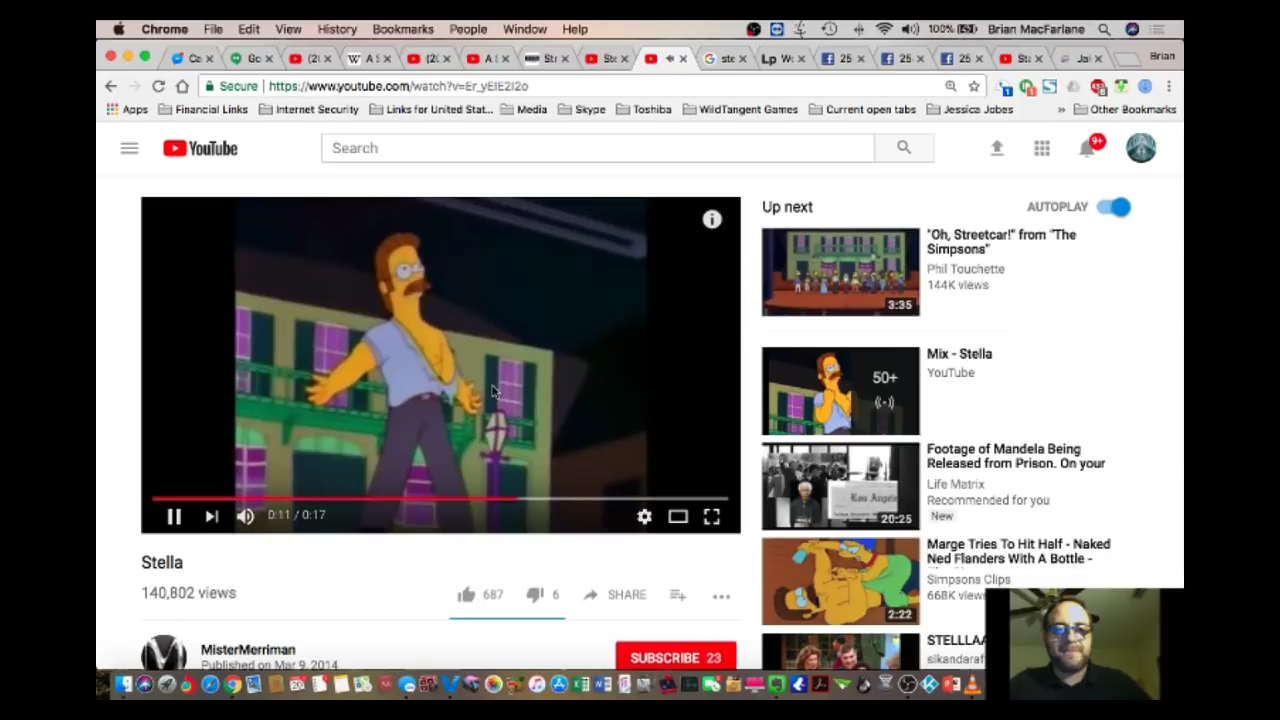 Chrome File Edit View History Bookmarks People Window Help 100% Brian MacFarlane
Brian
Secure https://www.youtube.com/watch?v=Er_yEIE2I2o
Apps Financial Links Internet Security Links for United Stat... Media Skype Toshiba WildTangent Games Current open tabs Jessica Jobes » Other Bookmarks
YouTube Search 9+
Up next AUTOPLAY
"Oh, Streetcar!" from "The
Simpsons"
Phil Touchette
144K views
3:35
Mix - Stella
YouTube
50+
Footage of Mandela Being
Released from Prison. On your
Life Matrix
Recommended for you
New
Los Angele
20:25
0:11 / 0:17
Stella
140,802 views
687 6 SHARE
Marge Tries To Hit Half - Naked
Ned Flanders With A Bottle -
Simpsons Clips
668K views
2:22
MisterMerriman
Published on Mar 9, 2014
SUBSCRIBE 23
STELLLAA
sikandaraf